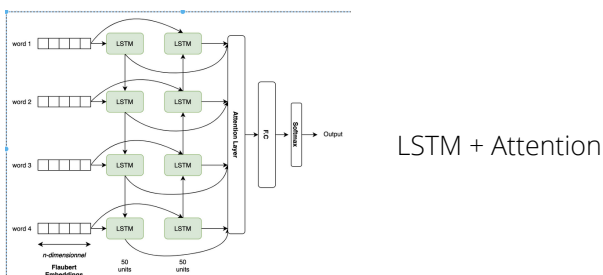 word 1
LSTM
LSTM
word 2
LSTM
LSTM
Attention Layer
F.C
Softmax
Output
LSTM + Attention
word 3
LSTM
LSTM
word 4
LSTM
LSTM
n-dimensionnel
Flaubert
Embeddings
50
units
50
units